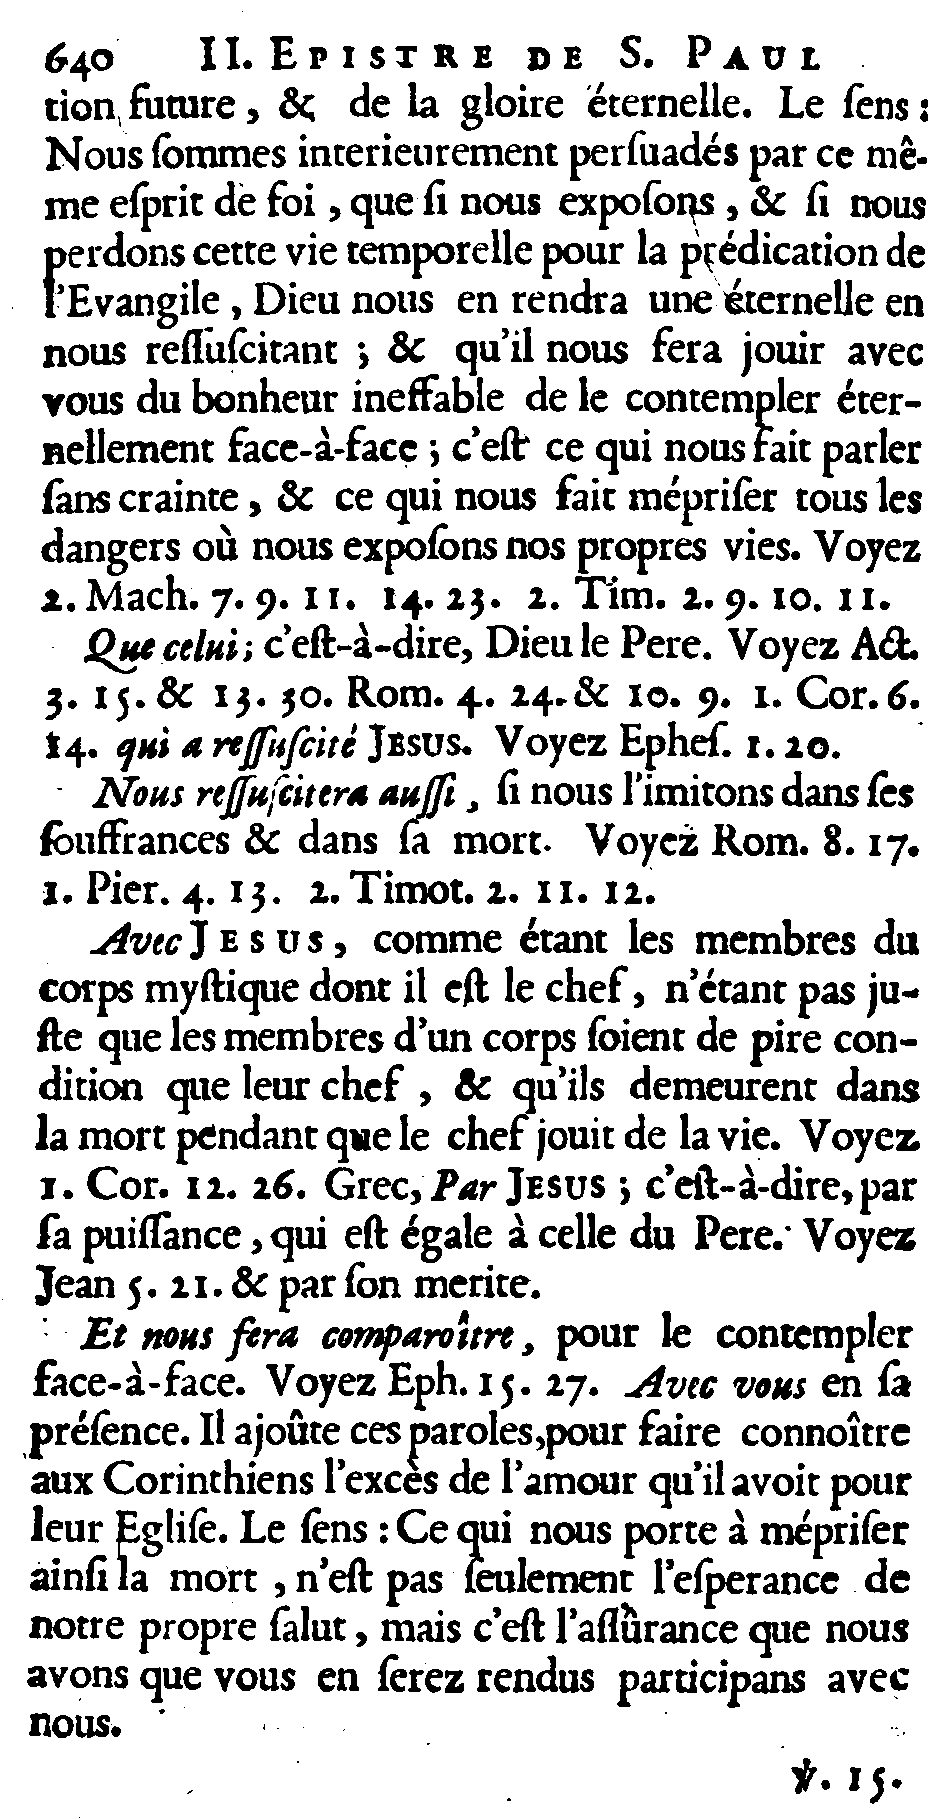 640 II. EPISTRE DE S. PAUL
tion future, & de la gloire éternelle. Le ſens:
Nous ſommes interieurement perſuadés par ce mê-
me eſprit de foi, que ſi nous expoſons, & ſi nous
perdons cette vie temporelle pour la prédication de
l'Evangile, Dieu nous en rendra une éternelle en
nous reſſuſcitant; & qu'il nous fera jouir avec
vous du bonheur ineffable de le contempler éter-
nellement face-à-face; c'eſt ce qui nous fait parler
ſans crainte, & ce qui nous fait mépriſer tous les
dangers où nous expoſons nos propres vies. Voyez
2. Mach. 7. 9. 11. 14. 23. 2. Tim. 2. 9. 10. 11.
Que celui; c'eſt-à-dire, Dieu le Pere. Voyez Act.
3. 15. & 13. 30. Rom. 4. 24. & 10. 9. 1. Cor. 6.
14. qui a reſſuſcité JESUS. Voyez Epheſ. 1. 20.
Nous reſſuſcitera auſſi, ſi nous l'imitons dans ſes
ſouffrances & dans ſa mort. Voyez Rom. 8. 17.
1. Pier. 4. 13. 2. Timot. 2. 11. 12.
Avec JESUS, comme étant les membres du
corps myſtique dont il eſt le chef, n'étant pas ju-
ſte que les membres d'un corps ſoient de pire con-
dition que leur chef, & qu'ils demeurent dans
la mort pendant que le chef jouit de la vie. Voyez
1. Cor. 12. 26. Grec, Par JESUS; c'eſt-à-dire, par
ſa puiſſance, qui eſt égale à celle du Pere. Voyez
Jean 5. 21. & par ſon merite.
Et nous fera comparoître, pour le contempler
face-à-face. Voyez Eph. 15. 27. Avec vous en ſa
préſence. Il ajoûte ces paroles, pour faire connoître
aux Corinthiens l'excès de l'amour qu'il avoit pour
leur Egliſe. Le ſens: Ce qui nous porte à mépriſer
ainſi la mort, n'eſt pas ſeulement l'eſperance de
notre propre ſalut, mais c'eſt l'aſſûrance que nous
avons que vous en ſerez rendus participans avec
nous.
℣. 15.